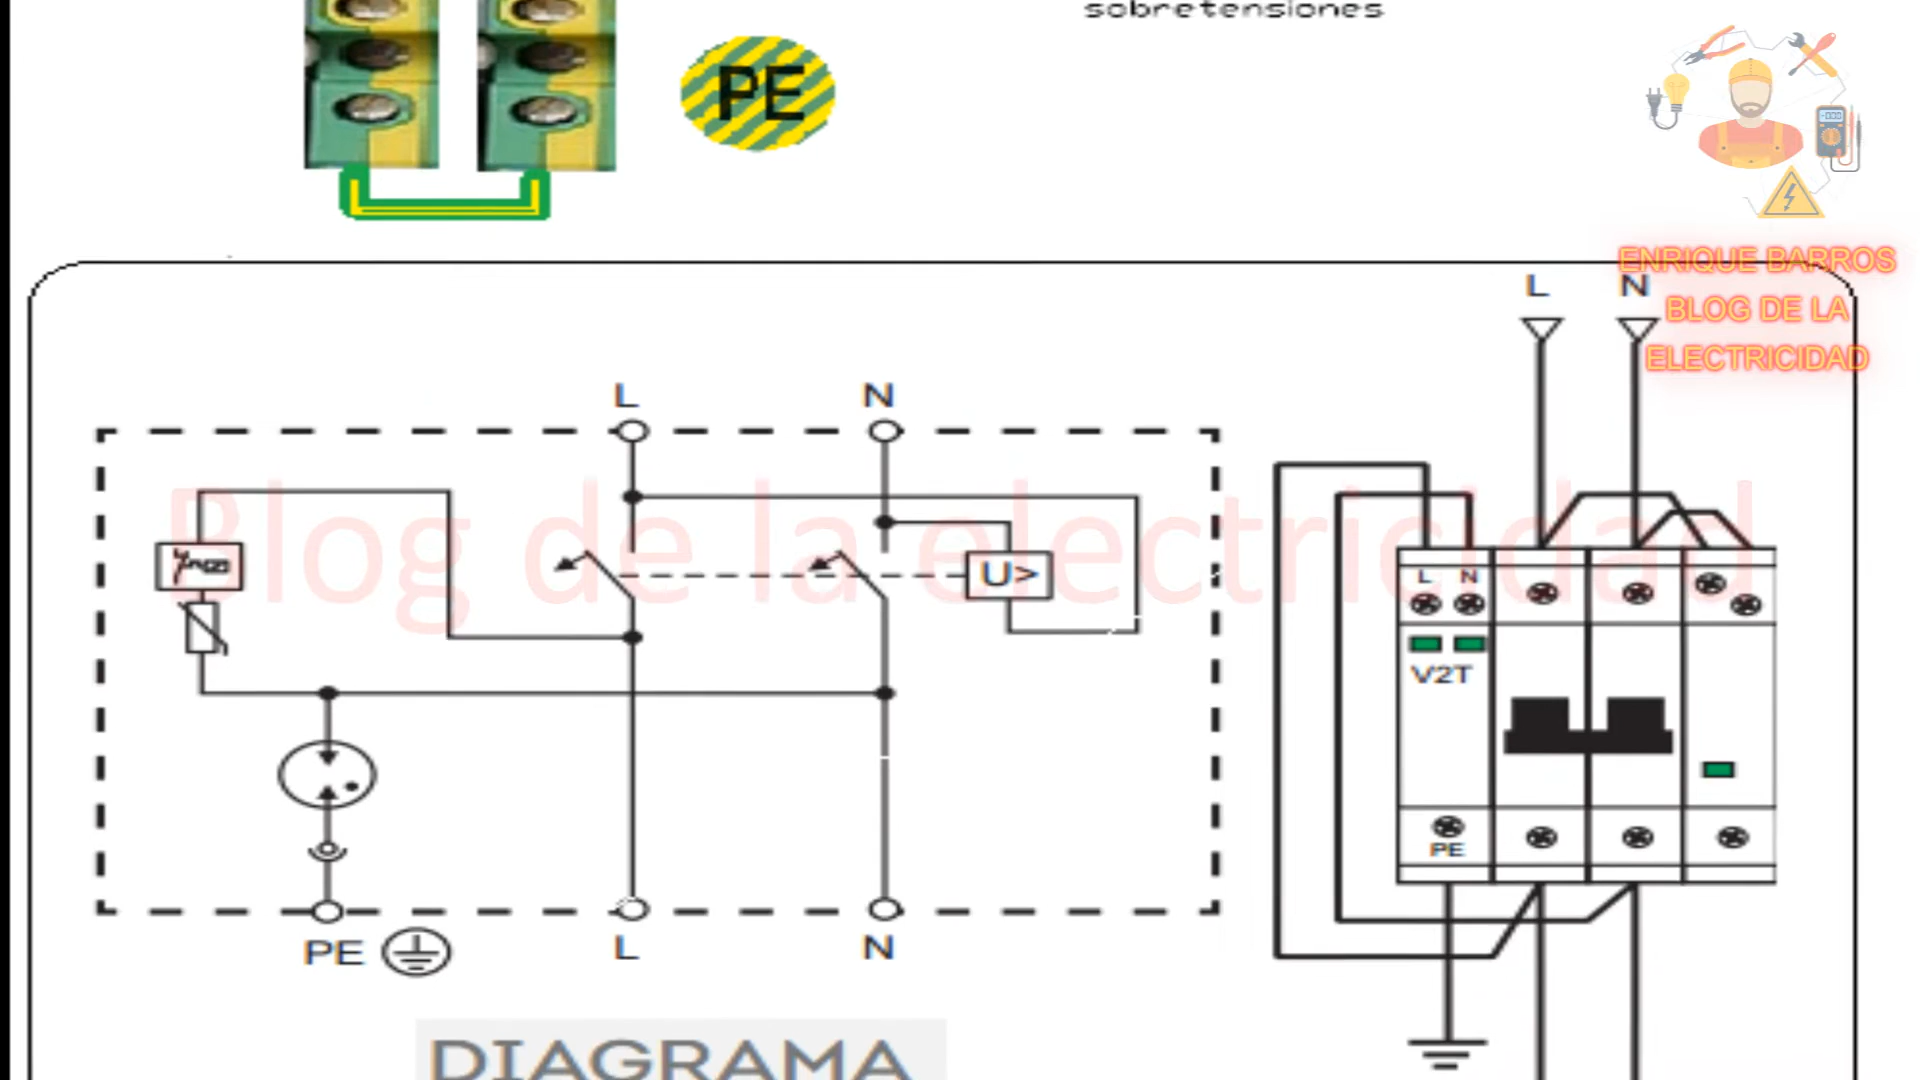 sobretensiones
PE
ENRIQUE BARROS
BLOG DE LA
ELECTRICIDAD
L N
L N
Blog de la electricidad
U>
L N
V2T
PE
PE L N
DIAGRAMA